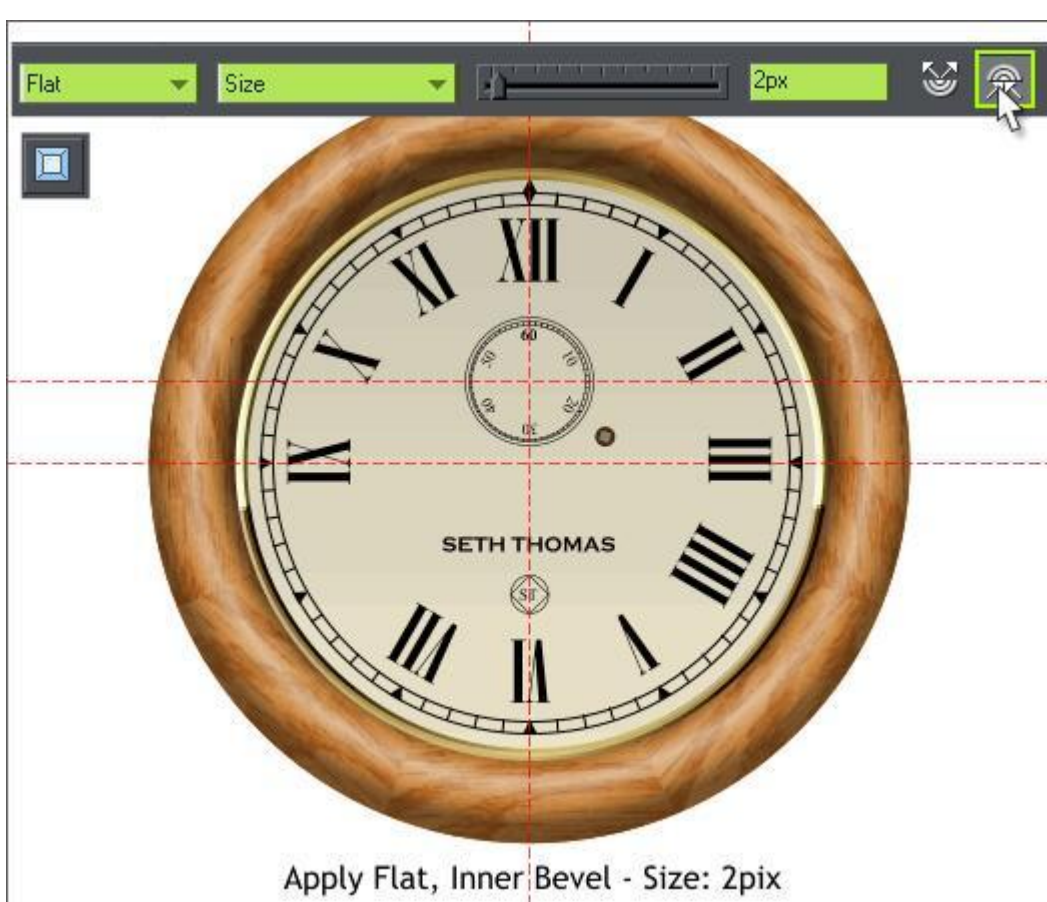 Flat Size 2px
XII
XI I
X II
60
50 10
40 20
30
IX III
SETH THOMAS
IIII
ST
VII V
VI
Apply Flat, Inner Bevel - Size: 2pix